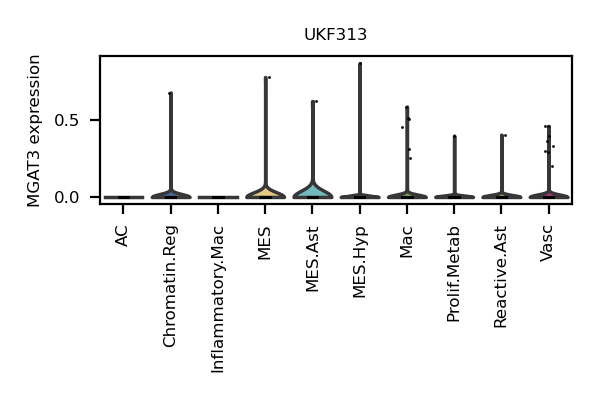 UKF313
MGAT3 expression
0.5
0.0
AC
Chromatin.Reg
Inflammatory.Mac
MES
MES.Ast
MES.Hyp
Mac
Prolif.Metab
Reactive.Ast
Vasc